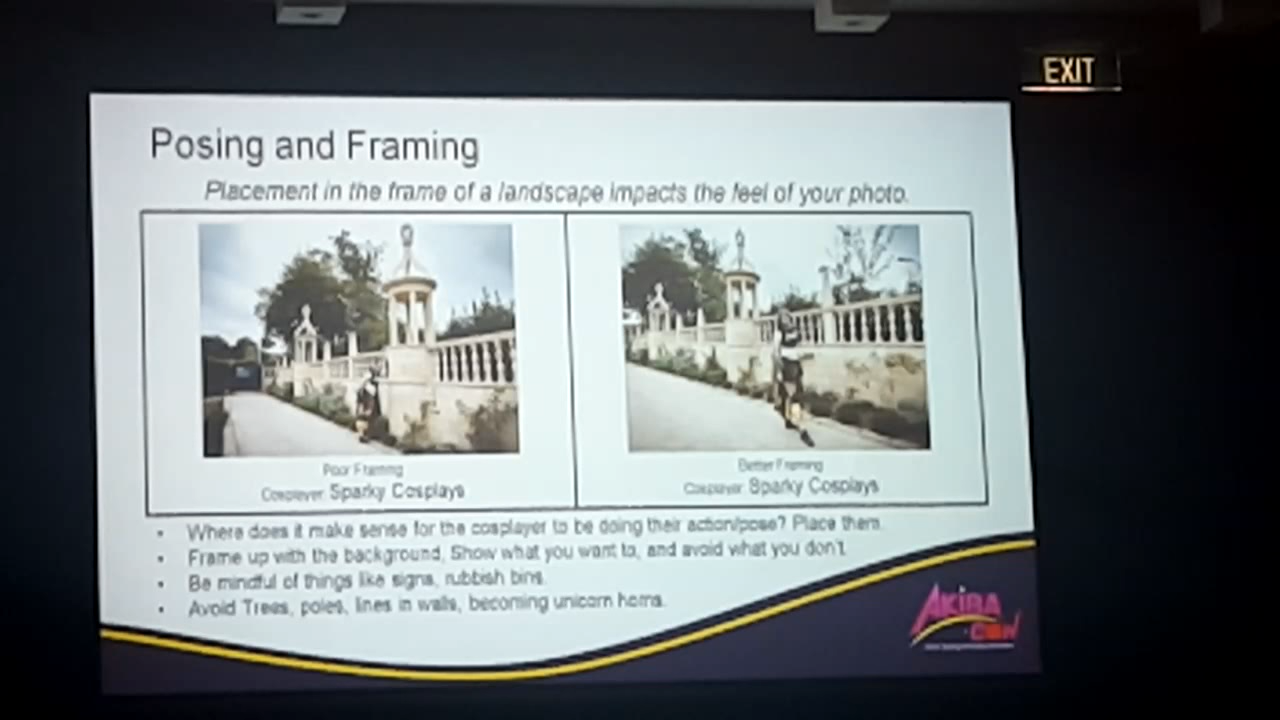 EXIT
Posing and Framing
Placement in the frame of a landscape impacts the feel of your photo.
Poor Framing
Cosplayer Sparky Cosplays
Better Framing
Cosplayer Sparky Cosplays
• Where does it make sense for the cosplayer to be doing their action/pose? Place them.
• Frame up with the background, Show what you want to, and avoid what you don't
• Be mindful of things like signs, rubbish bins.
• Avoid Trees, poles, lines in walls, becoming unicorn horns.
AKIBA
CON